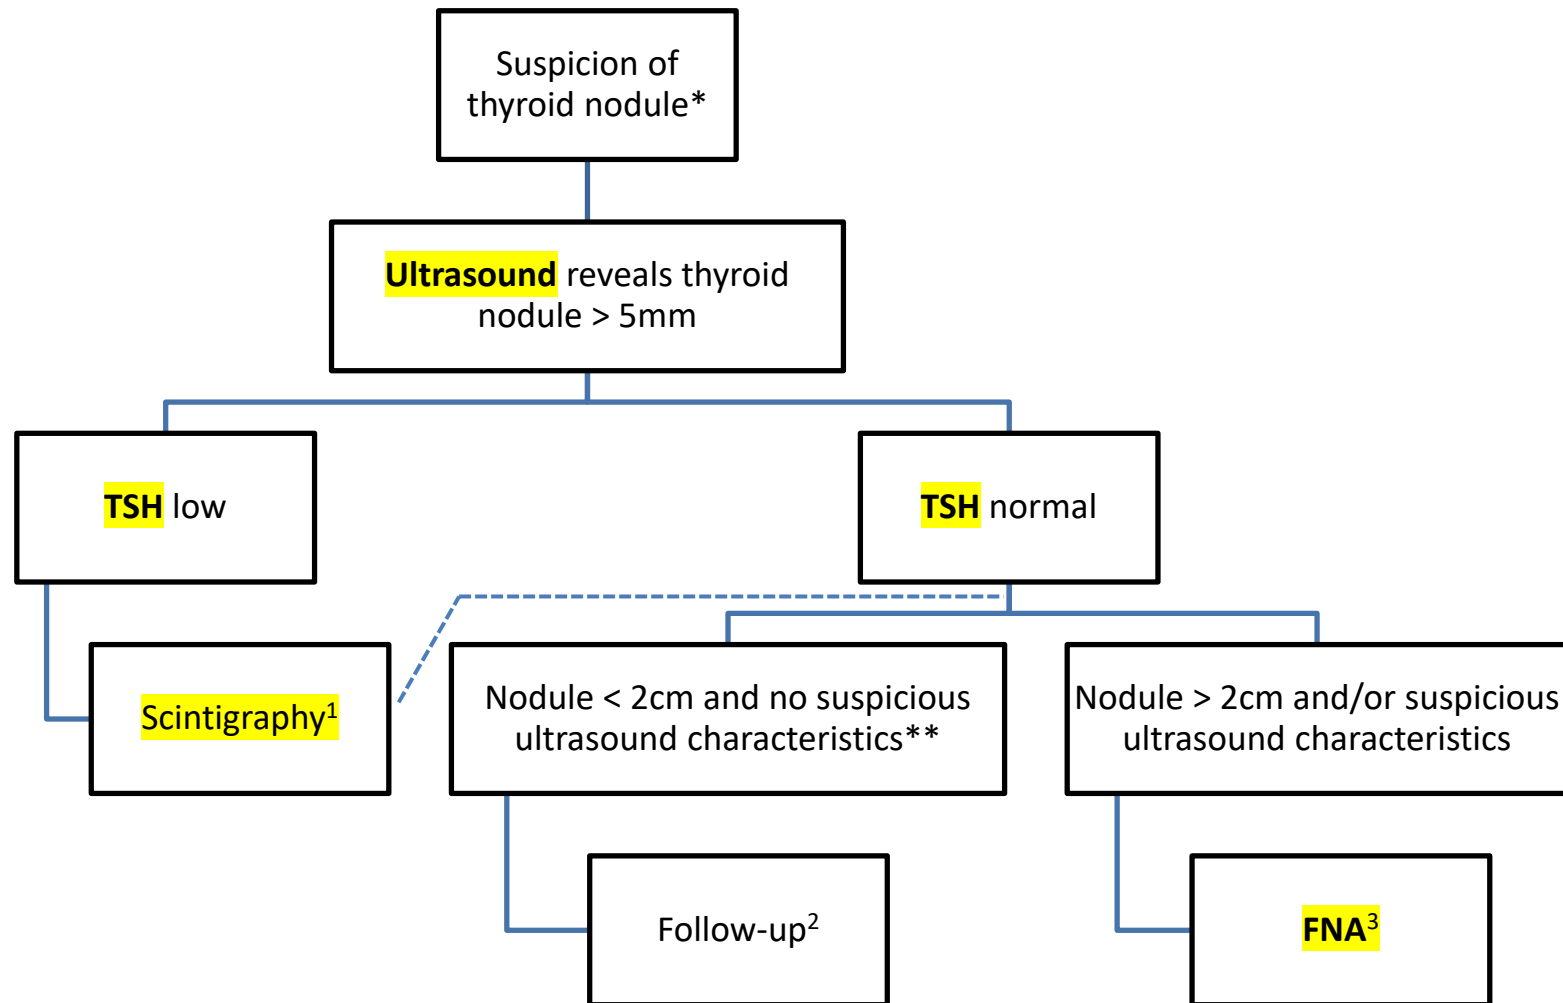 Suspicion of
thyroid nodule*
Ultrasound reveals thyroid
nodule > 5mm
TSH low
TSH normal
Scintigraphy¹
Nodule < 2cm and no suspicious
ultrasound characteristics**
Nodule > 2cm and/or suspicious
ultrasound characteristics
Follow-up²
FNA³